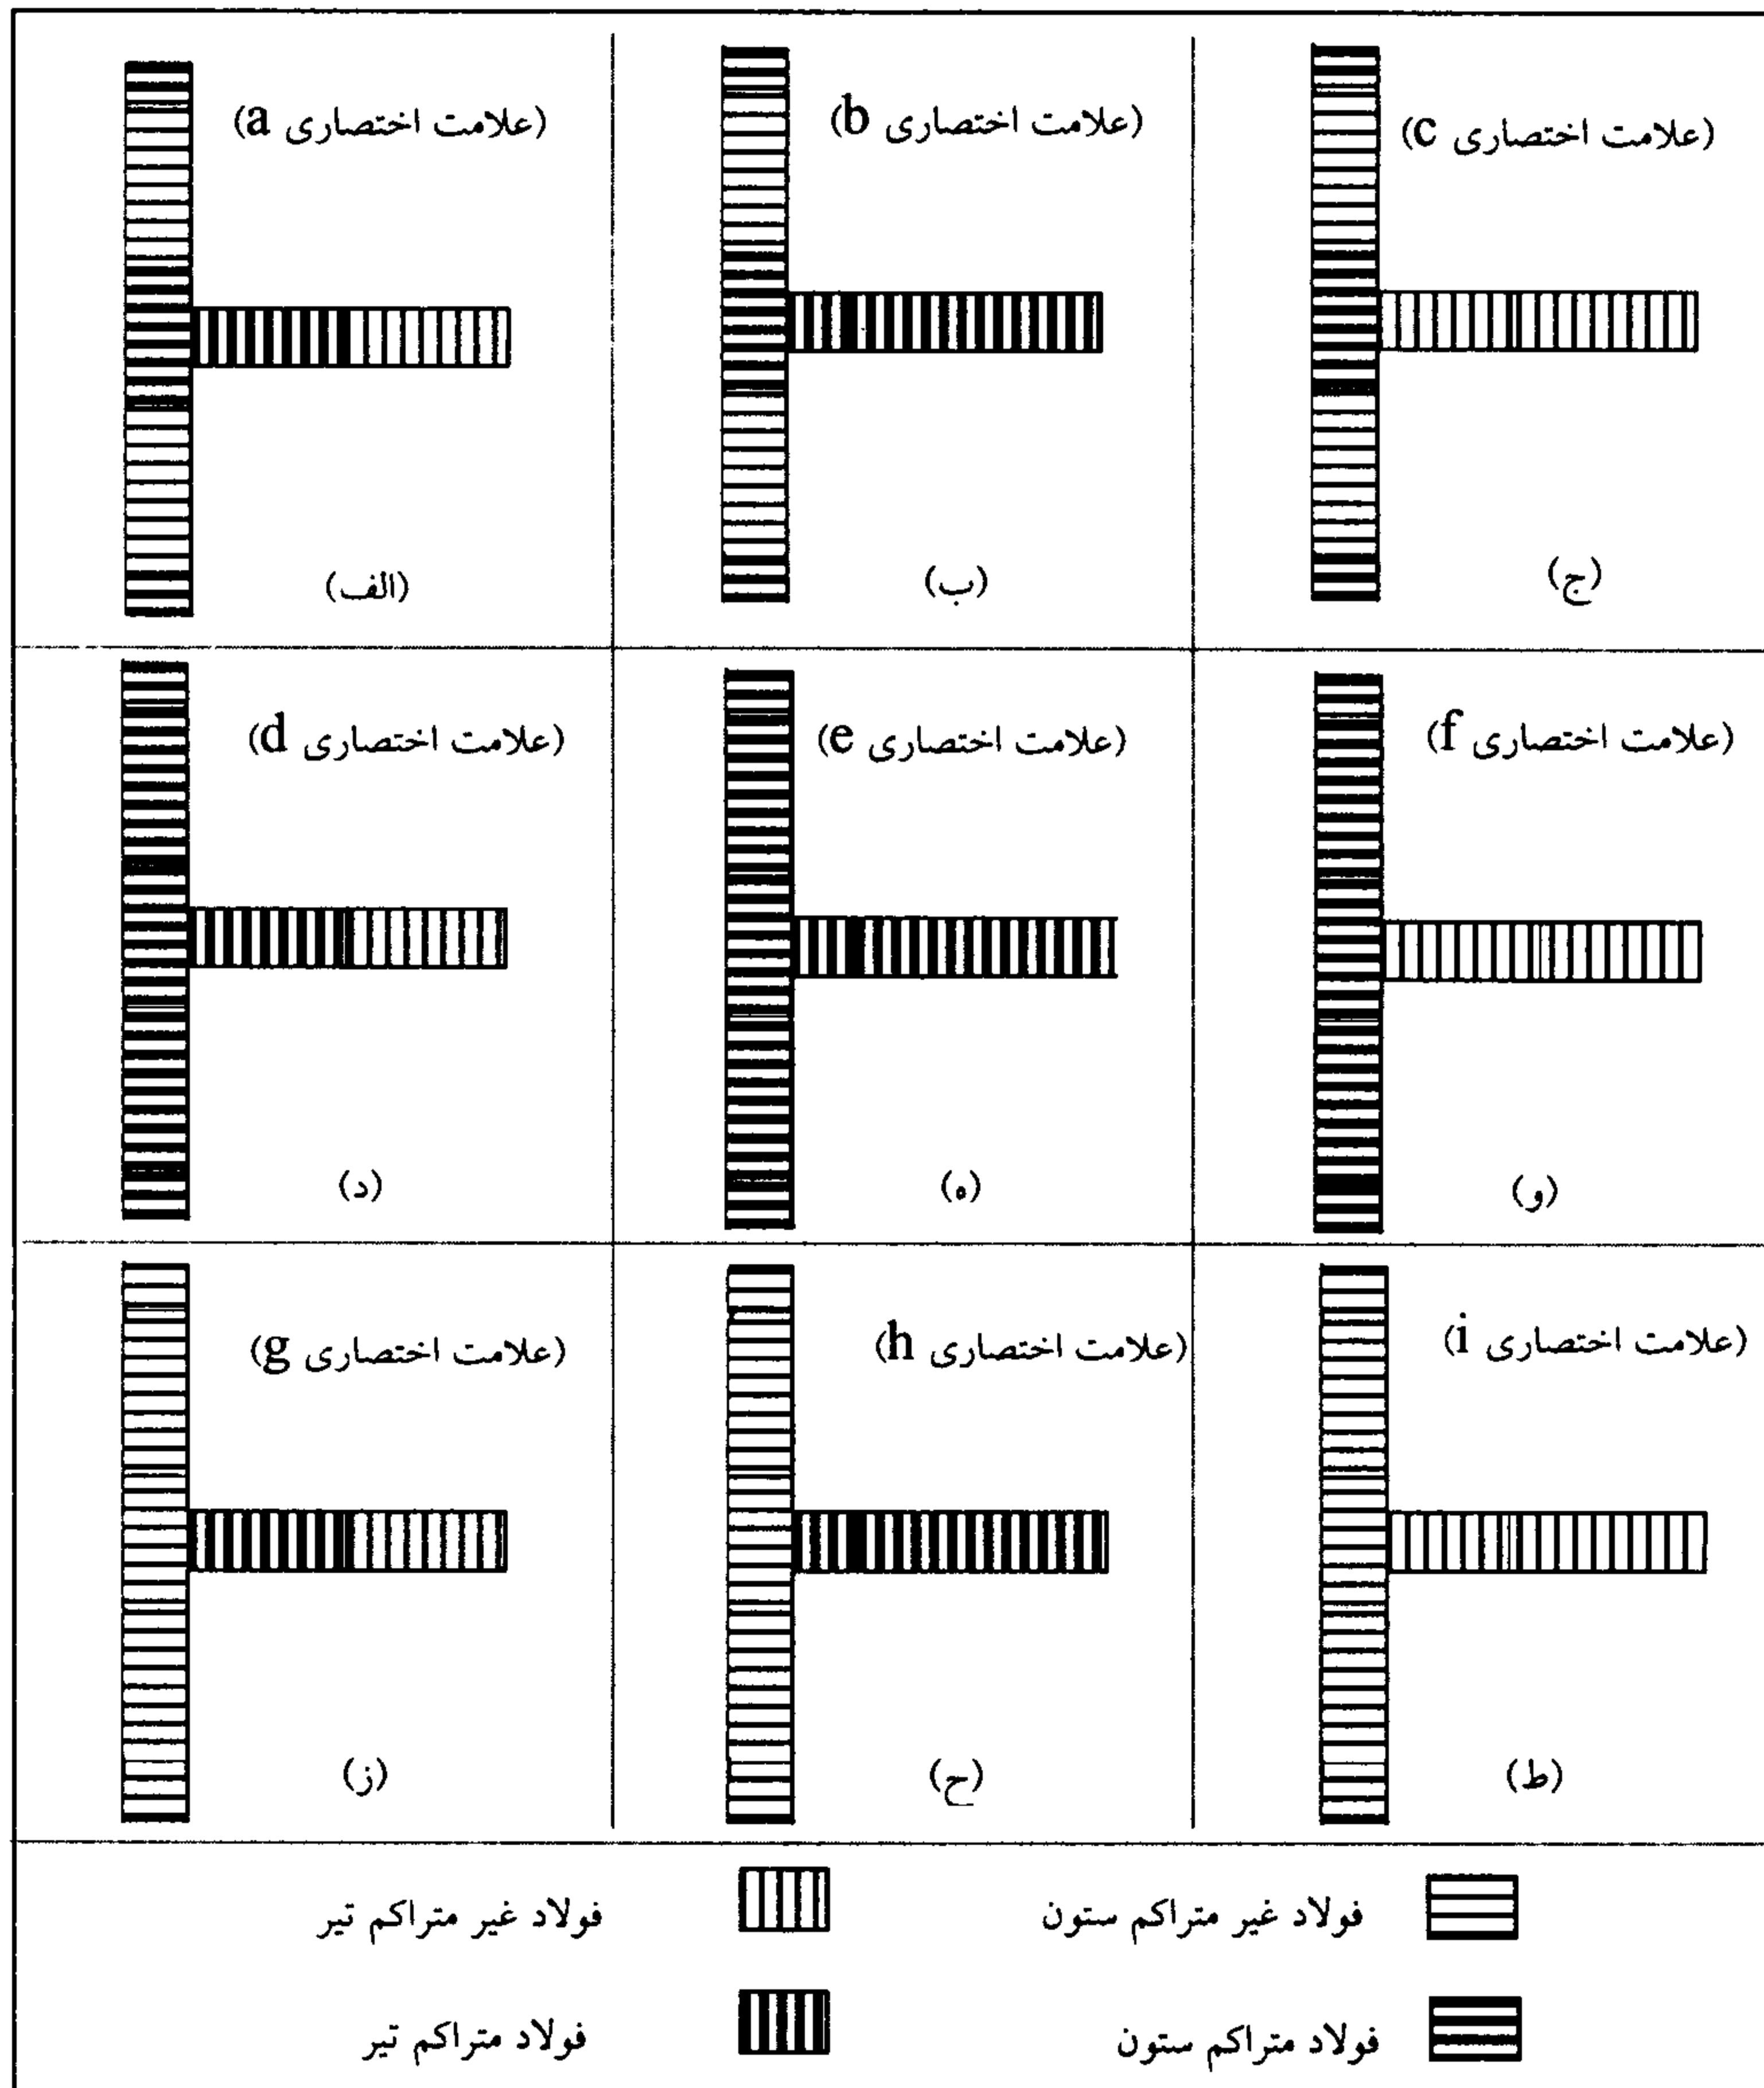 (علامت اختصاری a)
(علامت اختصاری b)
(علامت اختصاری c)
(الف)
(ب)
(ج)
(علامت اختصاری d)
(علامت اختصاری e)
(علامت اختصاری f)
(د)
(ه)
(و)
(علامت اختصاری g)
(علامت اختصاری h)
(علامت اختصاری i)
(ز)
(ح)
(ط)
فولاد غیر متراکم ستون
فولاد غیر متراکم تیر
فولاد متراکم ستون
فولاد متراکم تیر